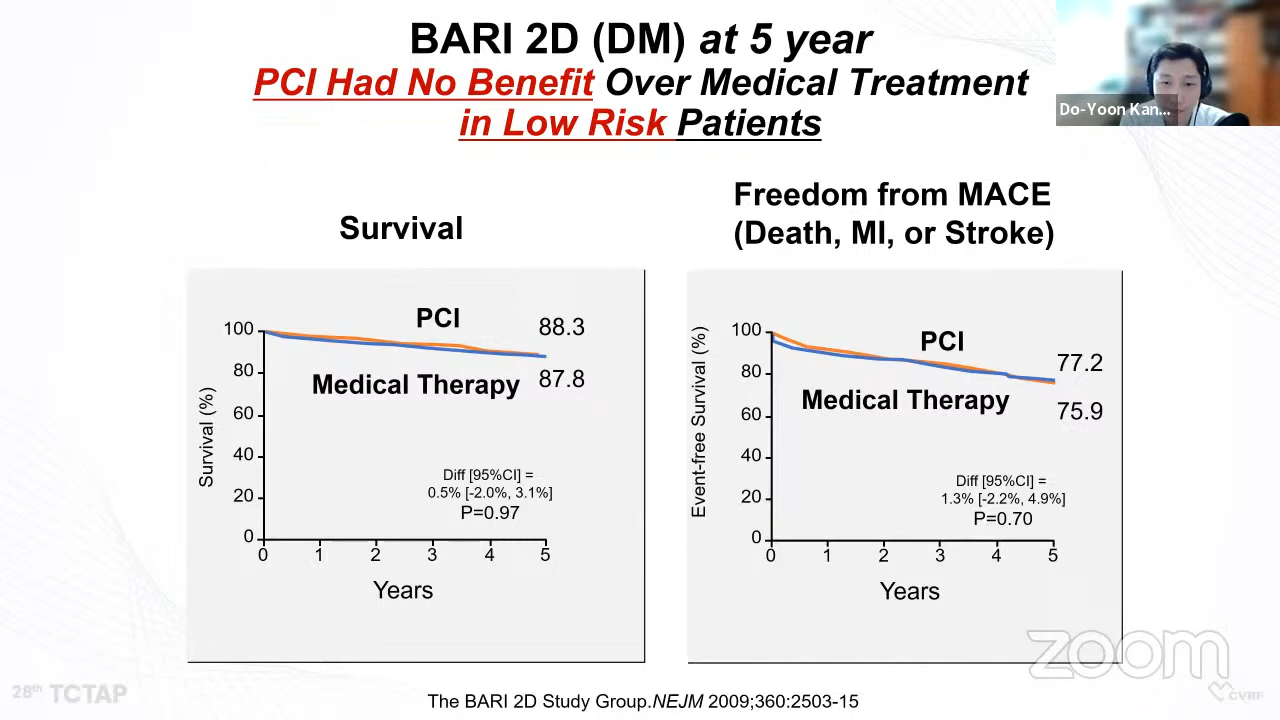 BARI 2D (DM) at 5 year
PCI Had No Benefit Over Medical Treatment
in Low Risk Patients
Do-Yoon Kan...
Survival
Freedom from MACE
(Death, MI, or Stroke)
Survival (%)
100
80
60
40
20
0
PCI
88.3
Medical Therapy
87.8
Diff [95%CI] =
0.5% [-2.0%, 3.1%]
P=0.97
0 1 2 3 4 5
Years
Event-free Survival (%)
100
80
60
40
20
0
PCI
77.2
Medical Therapy
75.9
Diff [95%CI] =
1.3% [-2.2%, 4.9%]
P=0.70
0 1 2 3 4 5
Years
zoom
28th TCTAP
The BARI 2D Study Group.NEJM 2009;360:2503-15
CVRF